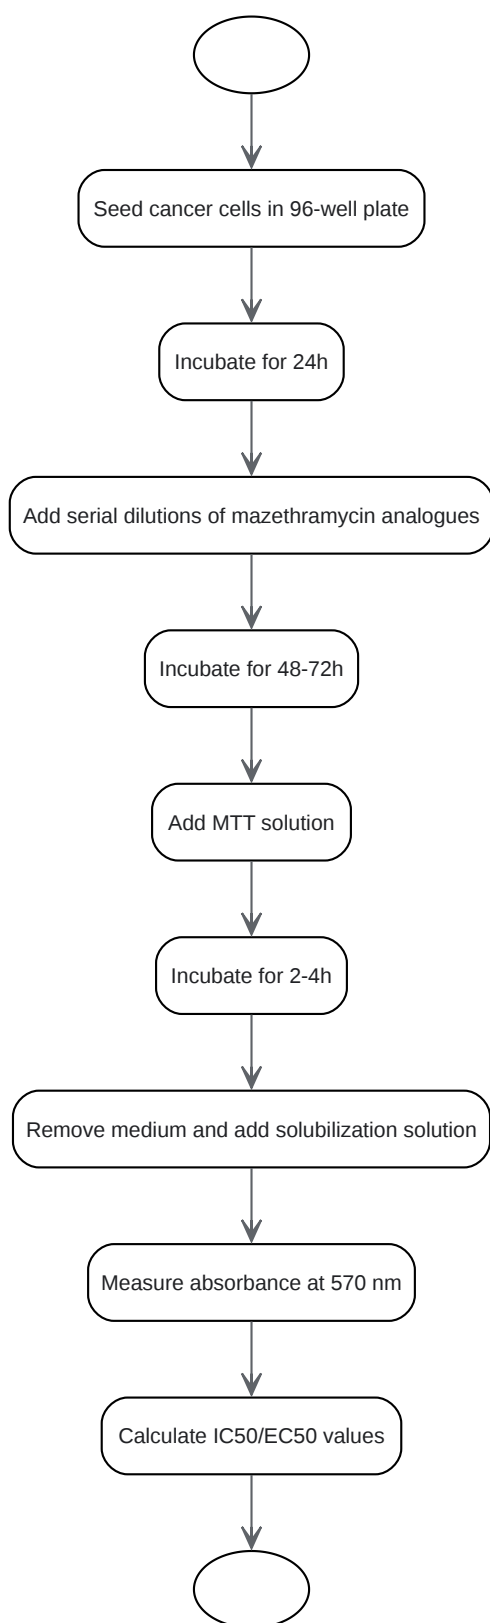 Seed cancer cells in 96-well plate
Incubate for 24h
Add serial dilutions of mazethramycin analogues
Incubate for 48-72h
Add MTT solution
Incubate for 2-4h
Remove medium and add solubilization solution
Measure absorbance at 570 nm
Calculate IC50/EC50 values